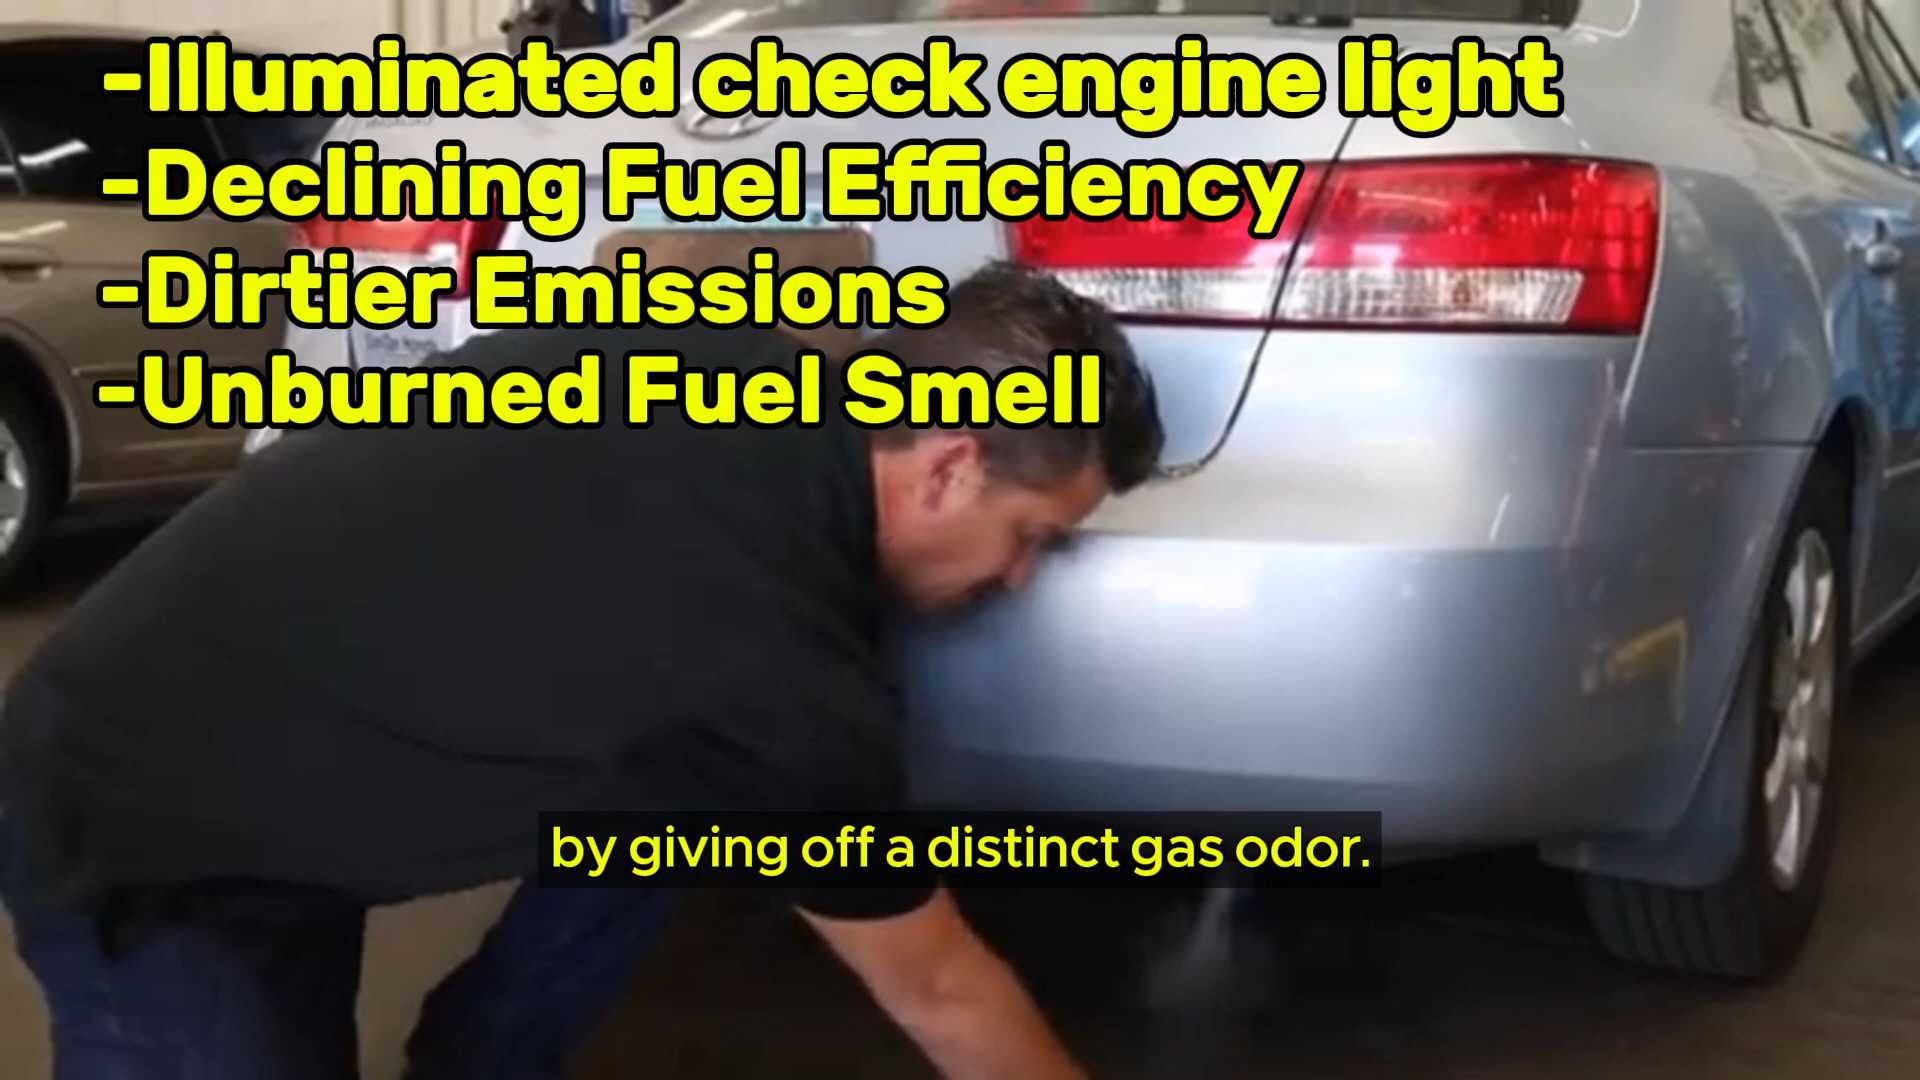 -Illuminated check engine light
-Declining Fuel Efficiency
-Dirtier Emissions
-Unburned Fuel Smell
by giving off a distinct gas odor.